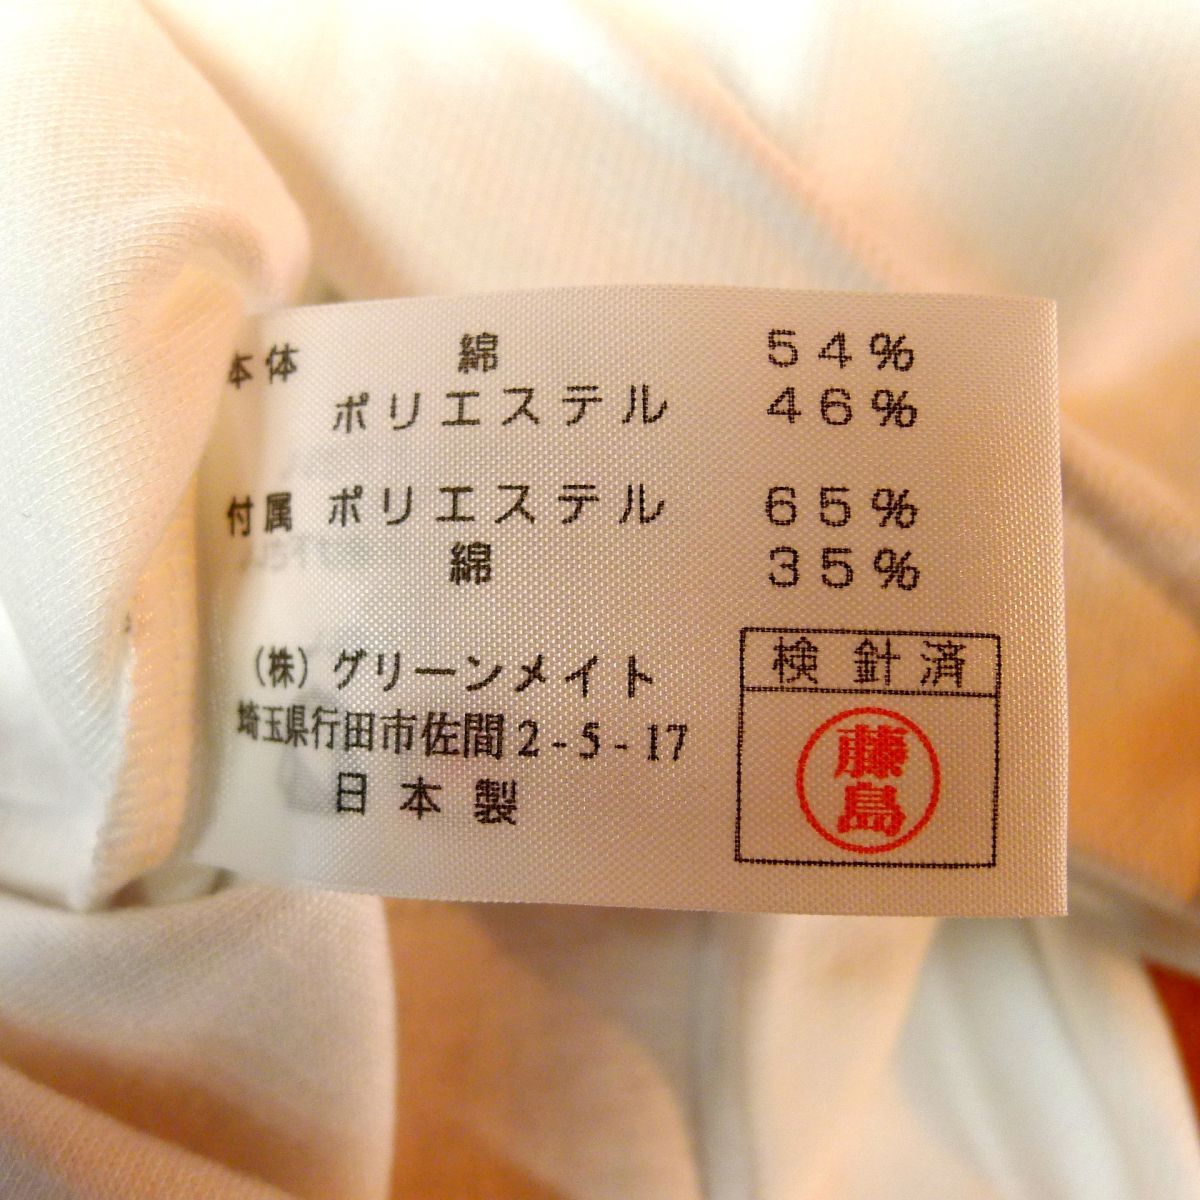 本体 綿 54%
ポリエステル 46%
付属 ポリエステル 65%
綿 35%
(株)グリーンメイト
埼玉県行田市佐間2-5-17
日本製
検針済
藤島